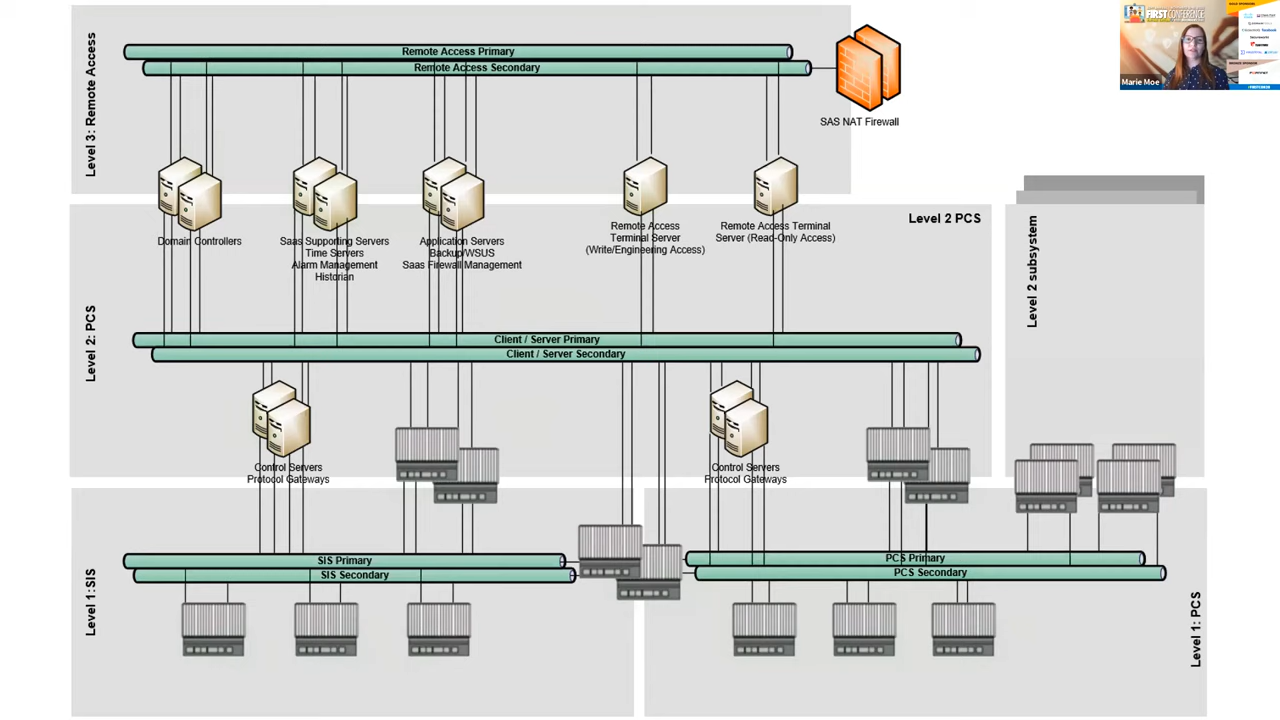 Level 3: Remote Access
Remote Access Primary
Remote Access Secondary
SAS NAT Firewall
FIRSTCONFERENCE
Marie Moe
Domain Controllers
Saas Supporting Servers
Time Servers
Alarm Management
Historian
Application Servers
Backup/WSUS
Saas Firewall Management
Remote Access
Terminal Server
(Write/Engineering Access)
Remote Access Terminal
Server (Read-Only Access)
Level 2 PCS
Level 2: PCS
Level 2 subsystem
Client / Server Primary
Client / Server Secondary
Control Servers
Protocol Gateways
Control Servers
Protocol Gateways
Level 1:SIS
SIS Primary
SIS Secondary
PCS Primary
PCS Secondary
Level 1: PCS